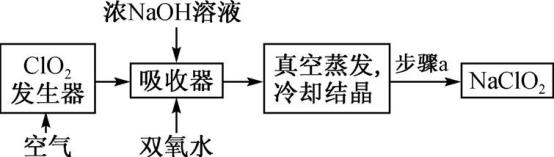 浓NaOH溶液
ClO₂
发生器
吸收器
真空蒸发,
冷却结晶
步骤a
NaClO₂
空气
双氧水